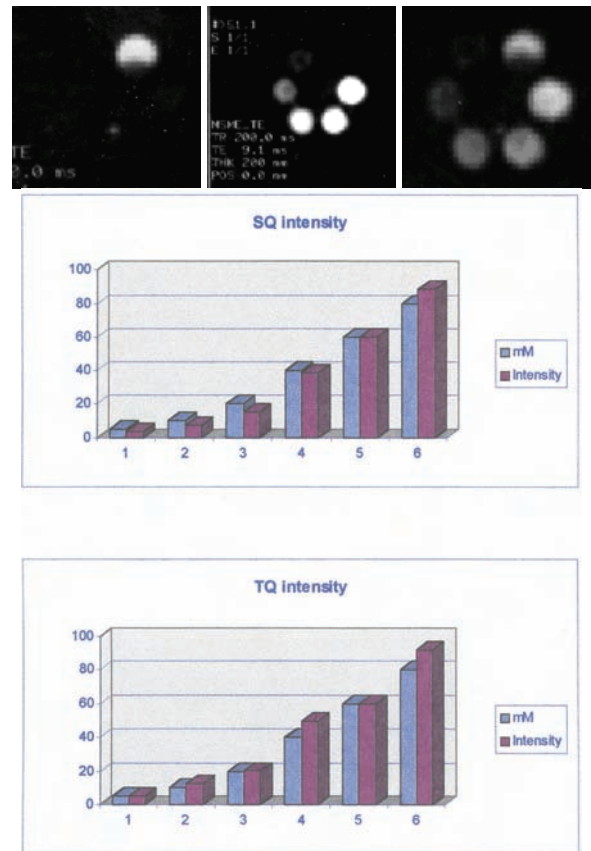 TE
0.0 ms
S 1/1
E 1/1
MSME_TE
TR 200.0 ms
TE 9.1 ms
THK 200 mm
POS 0.0 mm
SQ intensity
100
80
60
40
20
0
1 2 3 4 5 6
mM
Intensity
TQ intensity
100
80
60
40
20
0
1 2 3 4 5 6
mM
Intensity